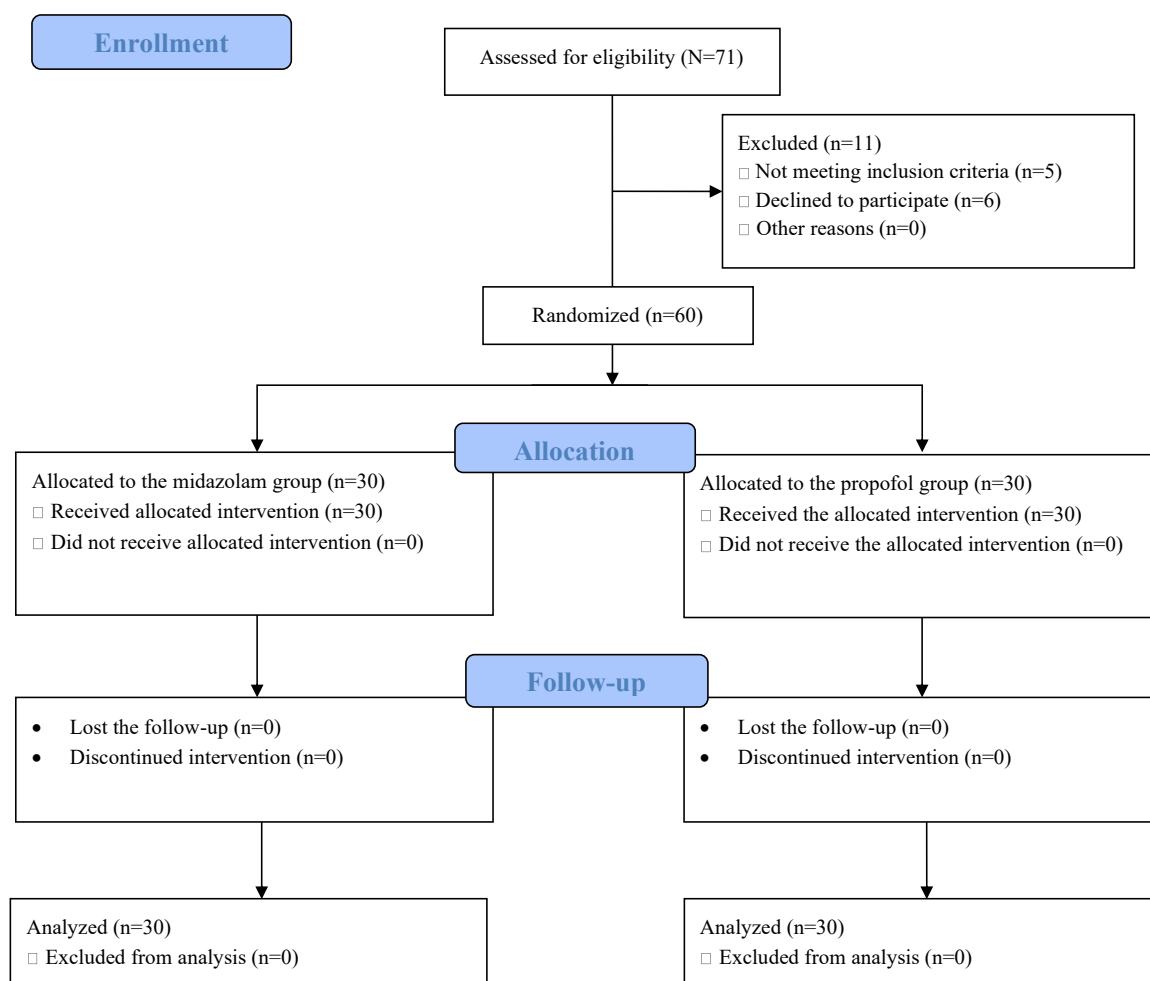 Enrollment
Assessed for eligibility (N=71)
Excluded (n=11)
□ Not meeting inclusion criteria (n=5)
□ Declined to participate (n=6)
□ Other reasons (n=0)
Randomized (n=60)
Allocation
Allocated to the midazolam group (n=30)
□ Received allocated intervention (n=30)
□ Did not receive allocated intervention (n=0)
Allocated to the propofol group (n=30)
□ Received the allocated intervention (n=30)
□ Did not receive the allocated intervention (n=0)
Follow-up
• Lost the follow-up (n=0)
• Discontinued intervention (n=0)
• Lost the follow-up (n=0)
• Discontinued intervention (n=0)
Analyzed (n=30)
□ Excluded from analysis (n=0)
Analyzed (n=30)
□ Excluded from analysis (n=0)